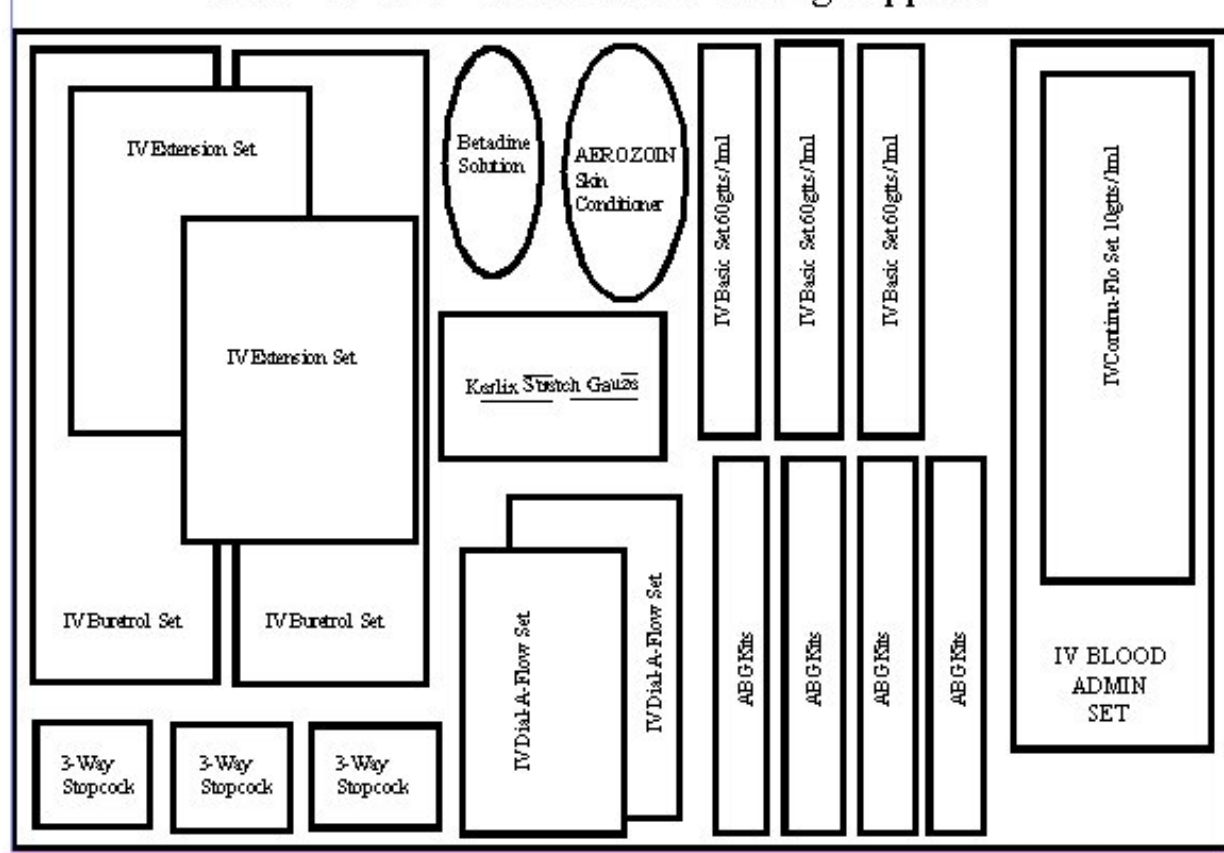 IV Extension Set
IV Extension Set
IV Buretrol Set
IV Buretrol Set
3-Way
Stopcock
3-Way
Stopcock
3-Way
Stopcock
Betadine
Solution
AEROZOIN
Skin
Conditioner
Kerlix Stretch Gauze
IV Dial-A-Flow Set
IV Dial-A-Flow Set
IV Basic Set 60gtts/1ml
IV Basic Set 60gtts/1ml
IV Basic Set 60gtts/1ml
ABG Kits
ABG Kits
ABG Kits
ABG Kits
IV Continu-Flo Set 10gtts/1ml
IV BLOOD
ADMIN
SET